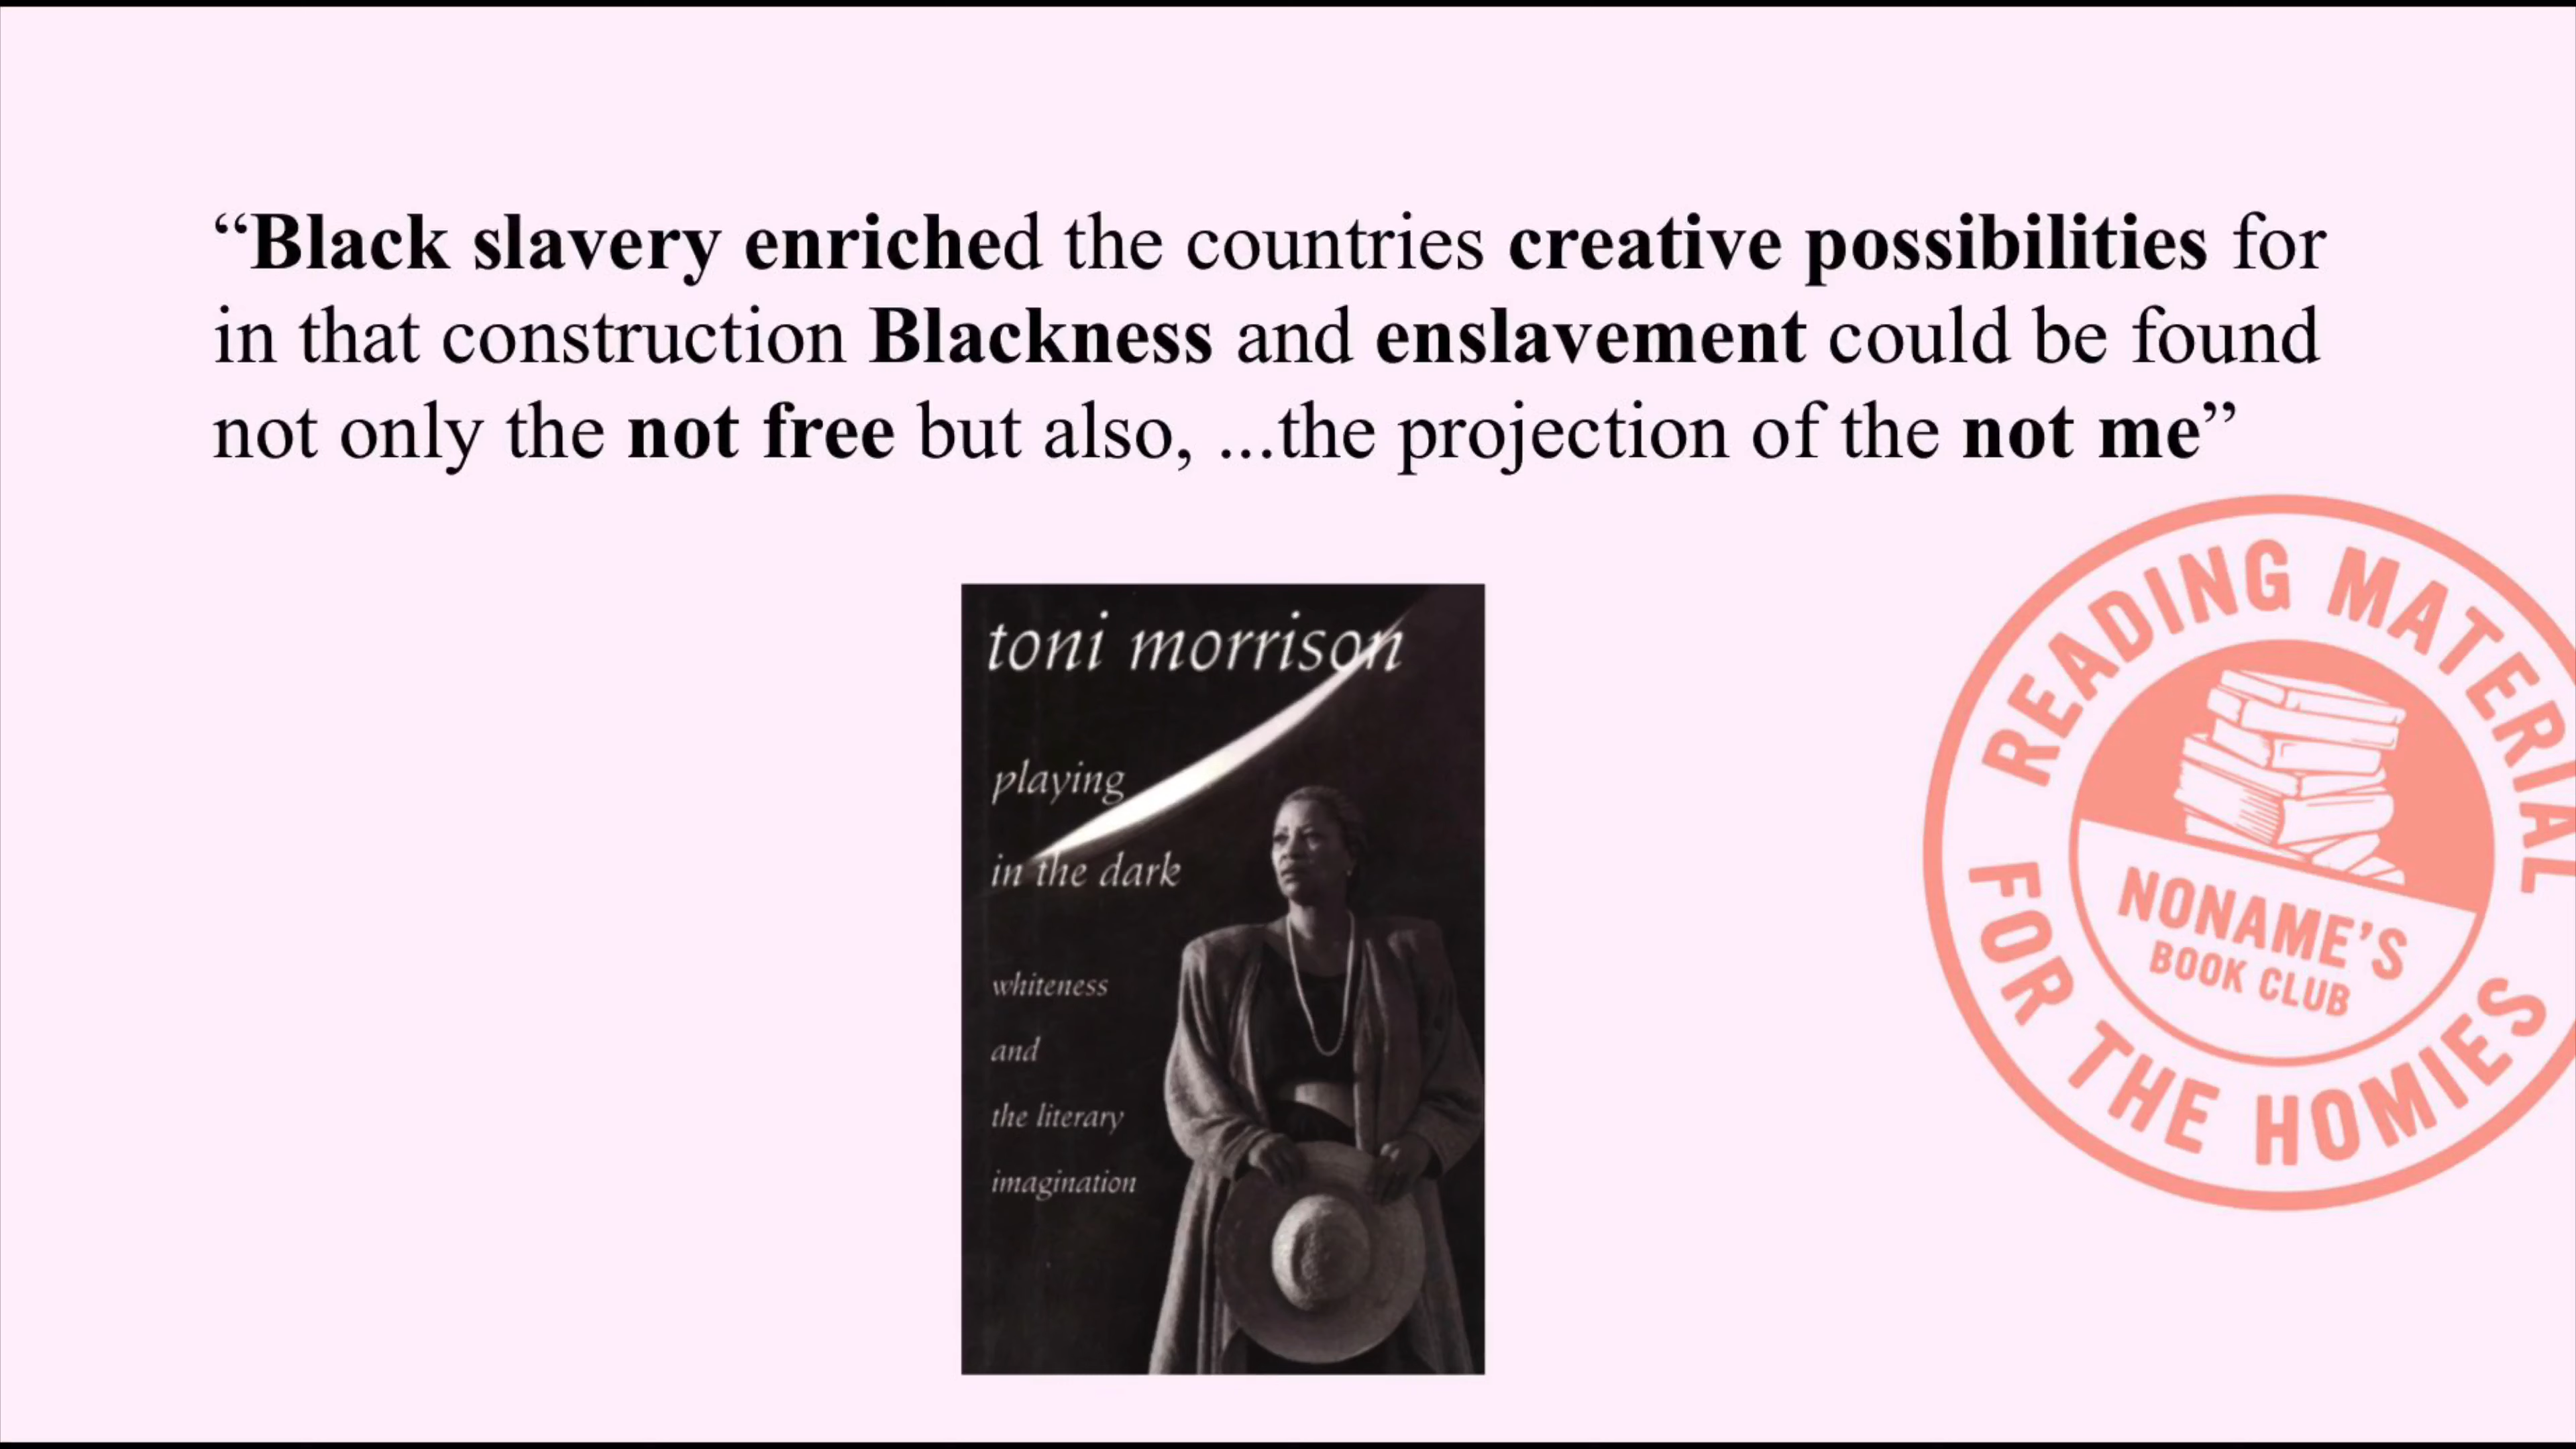 “Black slavery enriched the countries creative possibilities for
in that construction Blackness and enslavement could be found
not only the not free but also, ...the projection of the not me”
toni morrison
playing
in the dark
whiteness
and
the literary
imagination
READING MATERIAL
FOR THE HOMIES
NONAME’S
BOOK CLUB